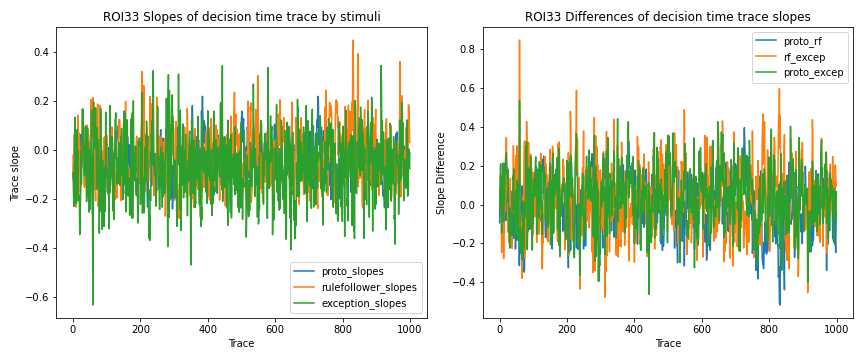 ROI33 Slopes of decision time trace by stimuli
0.4
0.2
0.0
−0.2
−0.4
−0.6
Trace slope
0
200
400
600
800
1000
Trace
proto_slopes
rulefollower_slopes
exception_slopes
ROI33 Differences of decision time trace slopes
0.8
0.6
0.4
0.2
0.0
−0.2
−0.4
Slope Difference
0
200
400
600
800
1000
Trace
proto_rf
rf_excep
proto_excep